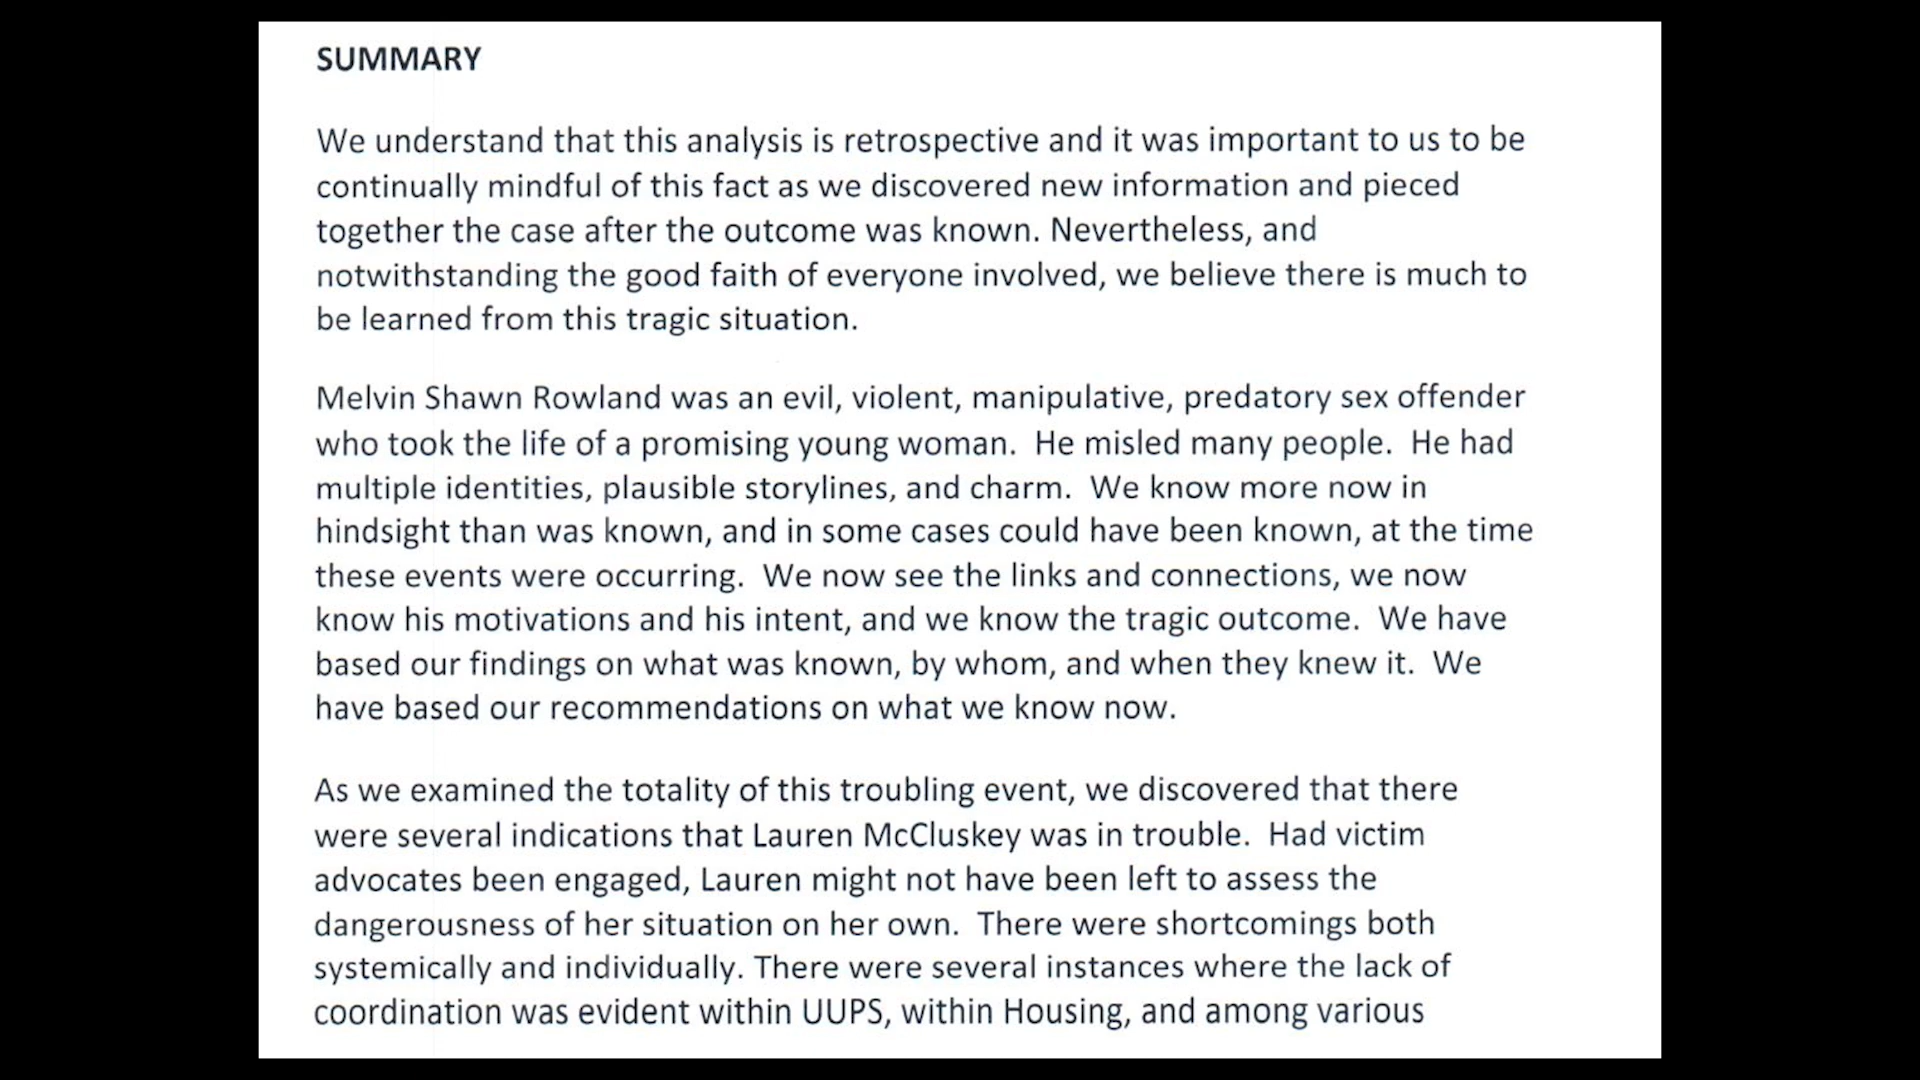 SUMMARY
We understand that this analysis is retrospective and it was important to us to be
continually mindful of this fact as we discovered new information and pieced
together the case after the outcome was known. Nevertheless, and
notwithstanding the good faith of everyone involved, we believe there is much to
be learned from this tragic situation.
Melvin Shawn Rowland was an evil, violent, manipulative, predatory sex offender
who took the life of a promising young woman.  He misled many people.  He had
multiple identities, plausible storylines, and charm.  We know more now in
hindsight than was known, and in some cases could have been known, at the time
these events were occurring.  We now see the links and connections, we now
know his motivations and his intent, and we know the tragic outcome.  We have
based our findings on what was known, by whom, and when they knew it.  We
have based our recommendations on what we know now.
As we examined the totality of this troubling event, we discovered that there
were several indications that Lauren McCluskey was in trouble.  Had victim
advocates been engaged, Lauren might not have been left to assess the
dangerousness of her situation on her own.  There were shortcomings both
systemically and individually. There were several instances where the lack of
coordination was evident within UUPS, within Housing, and among various